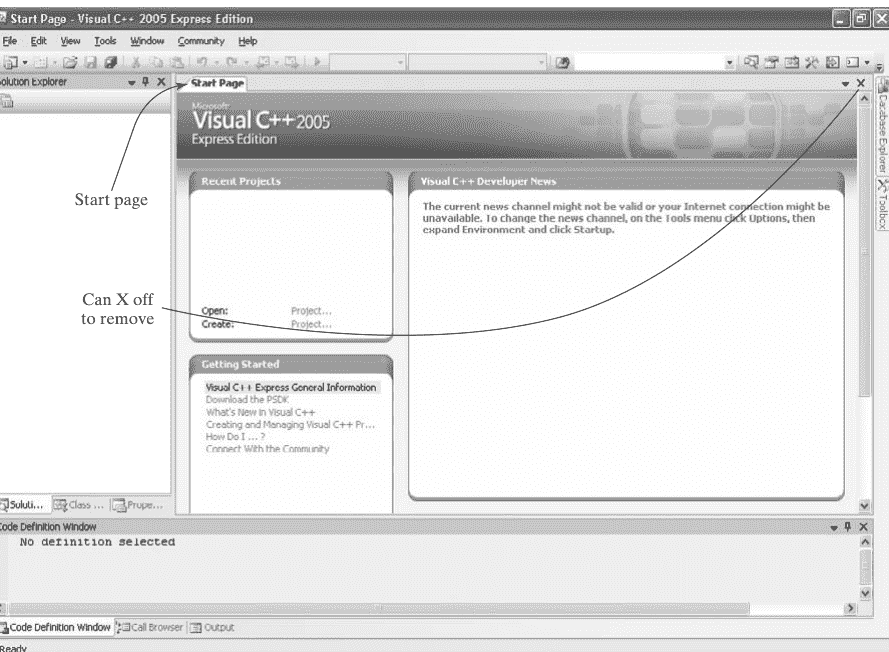 Start Page - Visual C++ 2005 Express Edition
File Edit View Tools Window Community Help
Solution Explorer
Start Page
Microsoft
Visual C++ 2005
Express Edition
Recent Projects
Open: Project...
Create: Project...
Getting Started
Visual C++ Express General Information
Download the PSDK
What's New in Visual C++
Creating and Managing Visual C++ Pr...
How Do I ... ?
Connect With the Community
Visual C++ Developer News
The current news channel might not be valid or your Internet connection might be
unavailable. To change the news channel, on the Tools menu click Options, then
expand Environment and click Startup.
Database Explorer
Toolbox
Start page
Can X off
to remove
Soluti... Class ... Prope...
Code Definition Window
No definition selected
Code Definition Window Call Browser Output
Ready